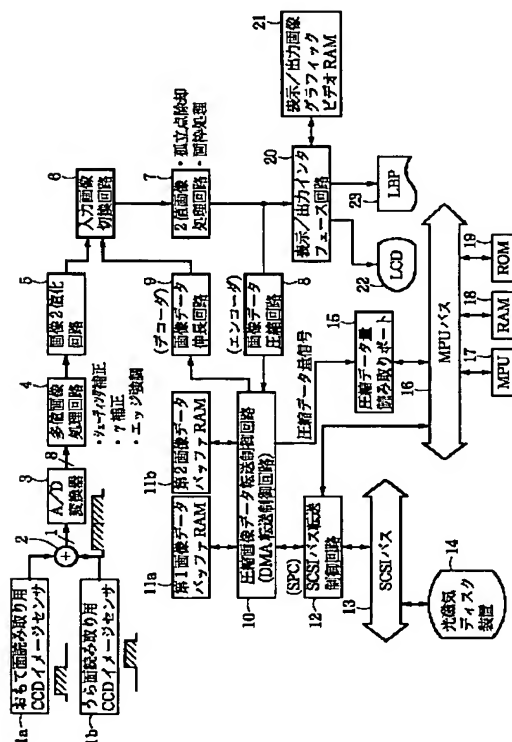 1a
おもて面読み取り用
CCDイメージセンサ
1b
うら面読み取り用
CCDイメージセンサ
2
1
3
A/D
変換器
8
4
多値画像
処理回路
・シェーディング補正
・γ補正
・エッジ強調
5
画像2値化
回路
6
入力画像
切換回路
7
2値画像
処理回路
・孤立点除却
・画枠処理
(デコーダ)
9
画像データ
伸長回路
(エンコーダ)
8
画像データ
圧縮回路
11a
第1画像データ
バッファRAM
11b
第2画像データ
バッファRAM
圧縮画像データ転送制御回路
(DMA転送制御回路)
10
圧縮データ量信号
15
圧縮データ量
読み取りポート
(SPC)
SCSIバス転送
制御回路
12
13
SCSIバス
14
光磁気
ディスク
装置
16
MPUバス
17
MPU
18
RAM
19
ROM
20
表示/出力インタ
フェース回路
21
表示/出力画像
グラフィック
ビデオRAM
22
LCD
23
LBP